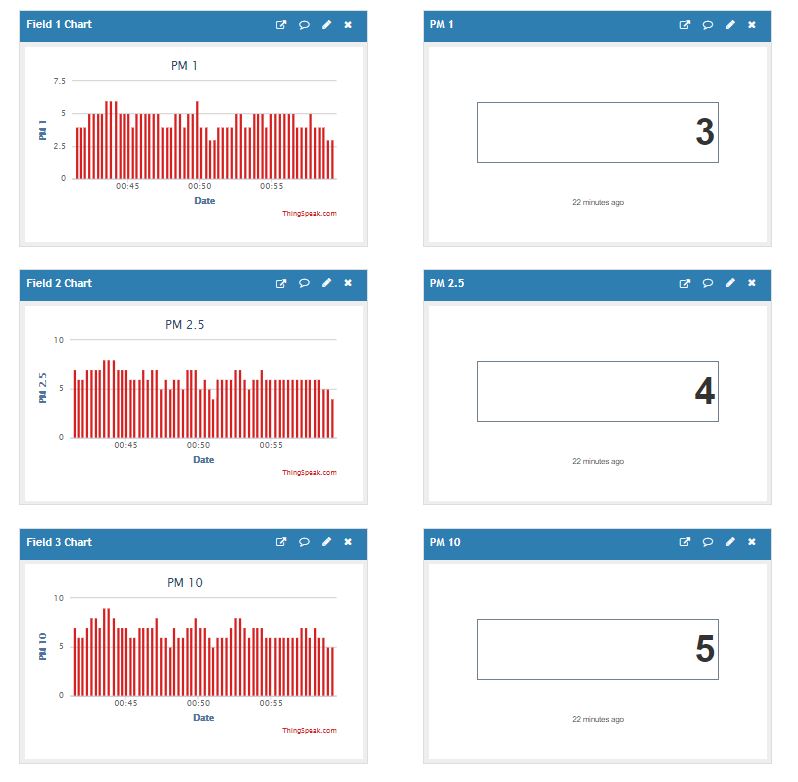 Field 1 Chart
PM 1
PM 1
7.5
5
2.5
0
PM 1
00:45 00:50 00:55
Date
ThingSpeak.com
3
22 minutes ago
Field 2 Chart
PM 2.5
PM 2.5
10
5
0
PM 2.5
00:45 00:50 00:55
Date
ThingSpeak.com
4
22 minutes ago
Field 3 Chart
PM 10
PM 10
10
5
0
PM 10
00:45 00:50 00:55
Date
ThingSpeak.com
5
22 minutes ago